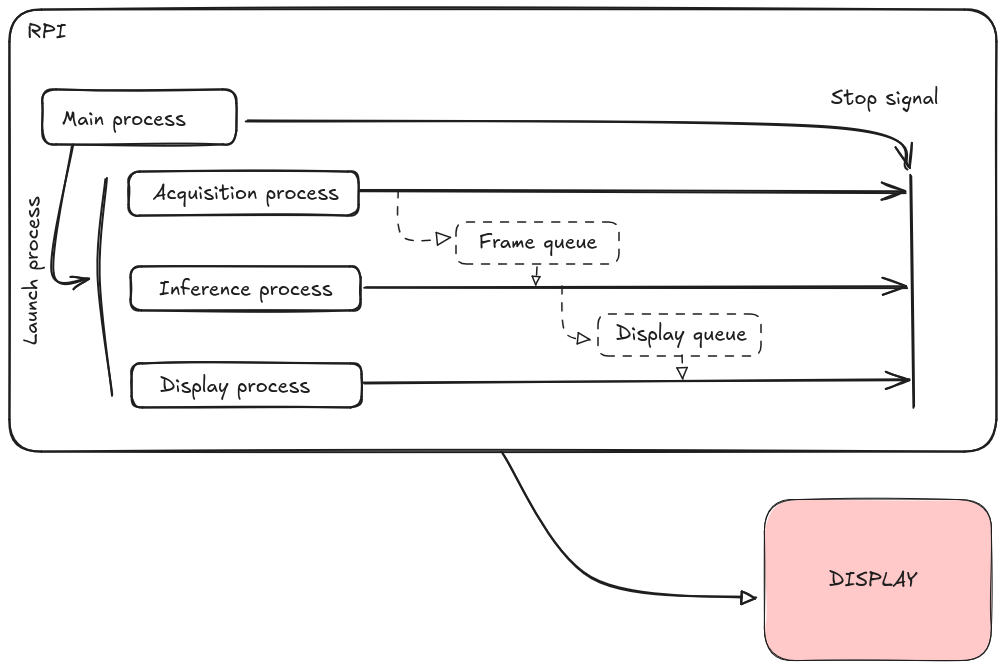 RPI
Stop signal
Main process
Launch process
Acquisition process
Frame queue
Inference process
Display queue
Display process
DISPLAY